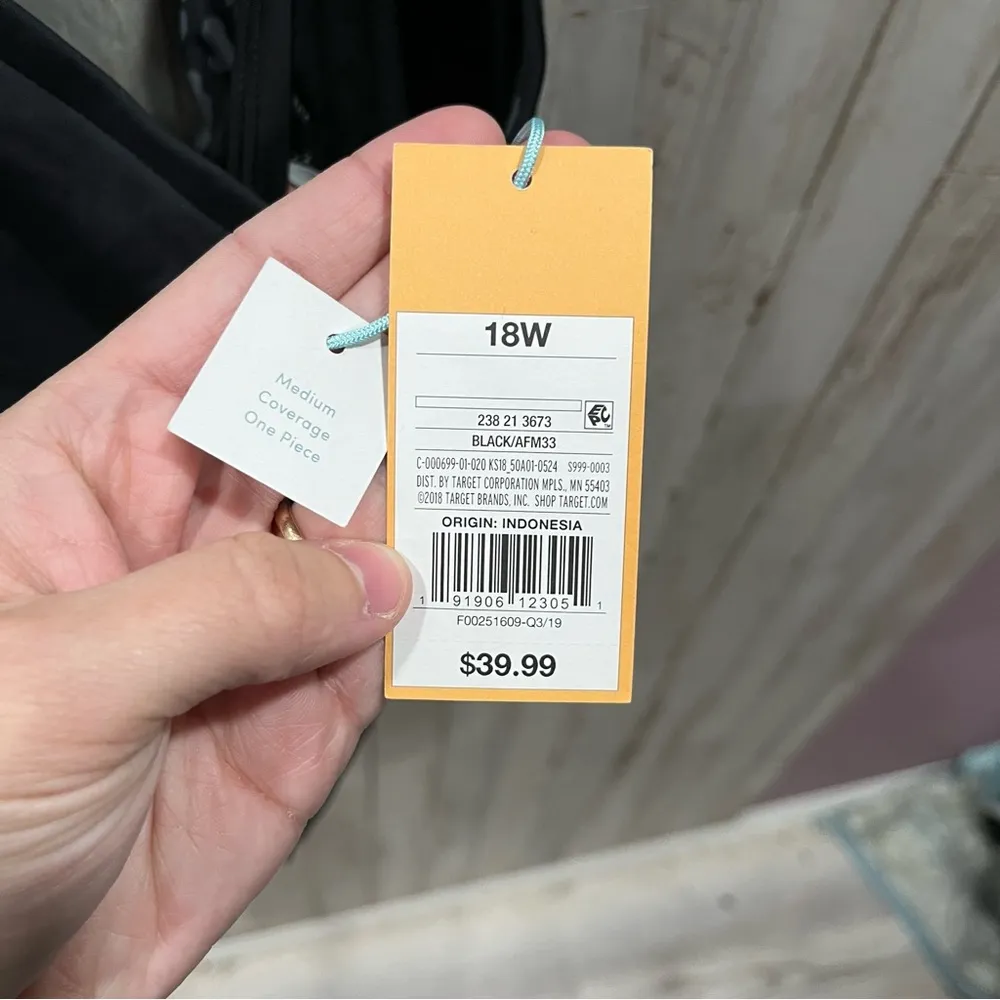 Medium
Coverage
One Piece
18W
238 21 3673
BLACK/AFM33
C-000699-01-020 KS18_50A01-0524 S999-0003
DIST. BY TARGET CORPORATION MPLS., MN 55403
©2018 TARGET BRANDS, INC. SHOP TARGET.COM
ORIGIN: INDONESIA
1 91906 12305 1
F00251609-Q3/19
$39.99